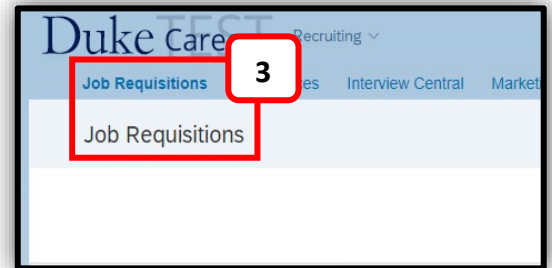 Duke Care Recruiting
TEST
3
Job Requisitions es Interview Central Market
Job Requisitions